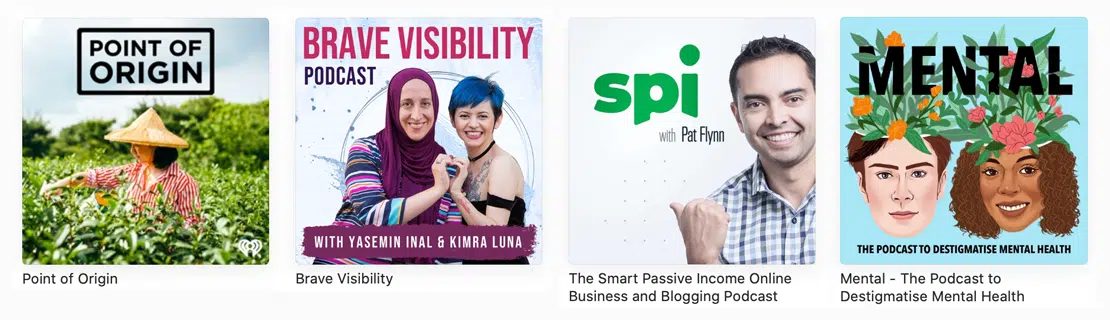 POINT OF
ORIGIN
Point of Origin
BRAVE VISIBILITY
PODCAST
WITH YASEMIN INAL & KIMRA LUNA
Brave Visibility
spi
with Pat Flynn
The Smart Passive Income Online
Business and Blogging Podcast
MENTAL
THE PODCAST TO DESTIGMATISE MENTAL HEALTH
Mental - The Podcast to
Destigmatise Mental Health